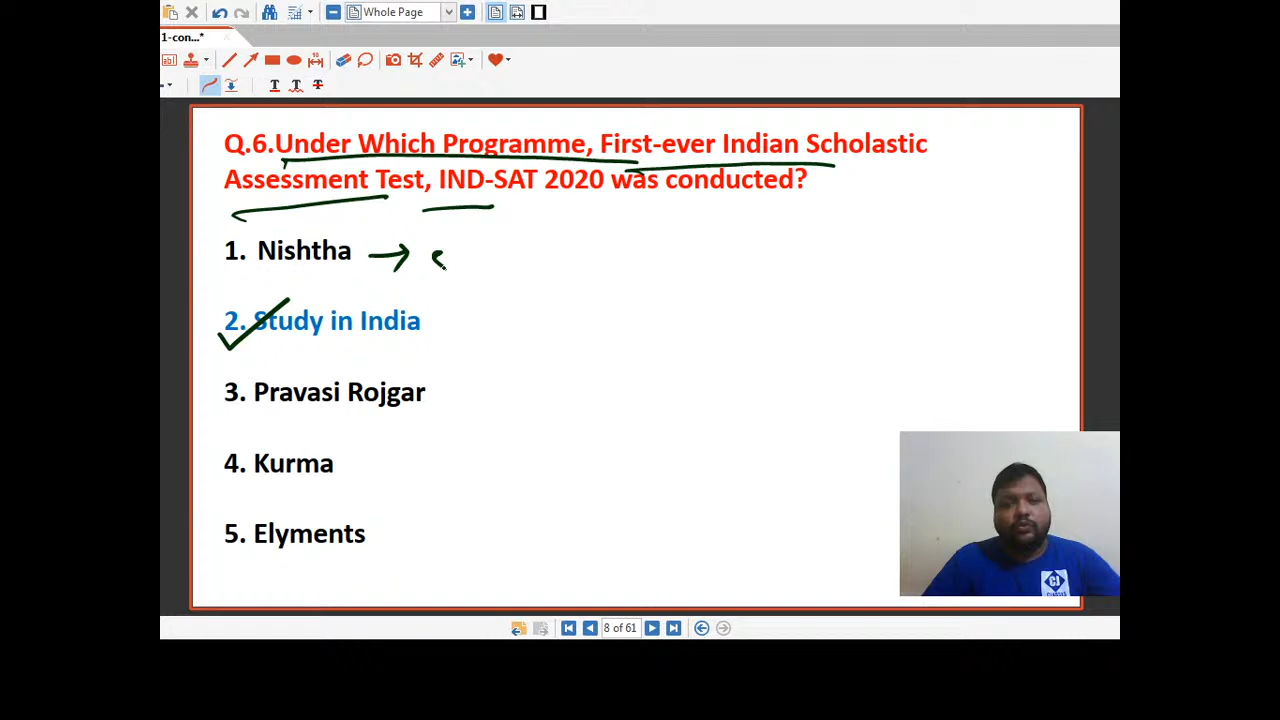 Whole Page
1-con...*
Q.6.Under Which Programme, First-ever Indian Scholastic
Assessment Test, IND-SAT 2020 was conducted?
1. Nishtha
2. Study in India
3. Pravasi Rojgar
4. Kurma
5. Elyments
CJ
8 of 61